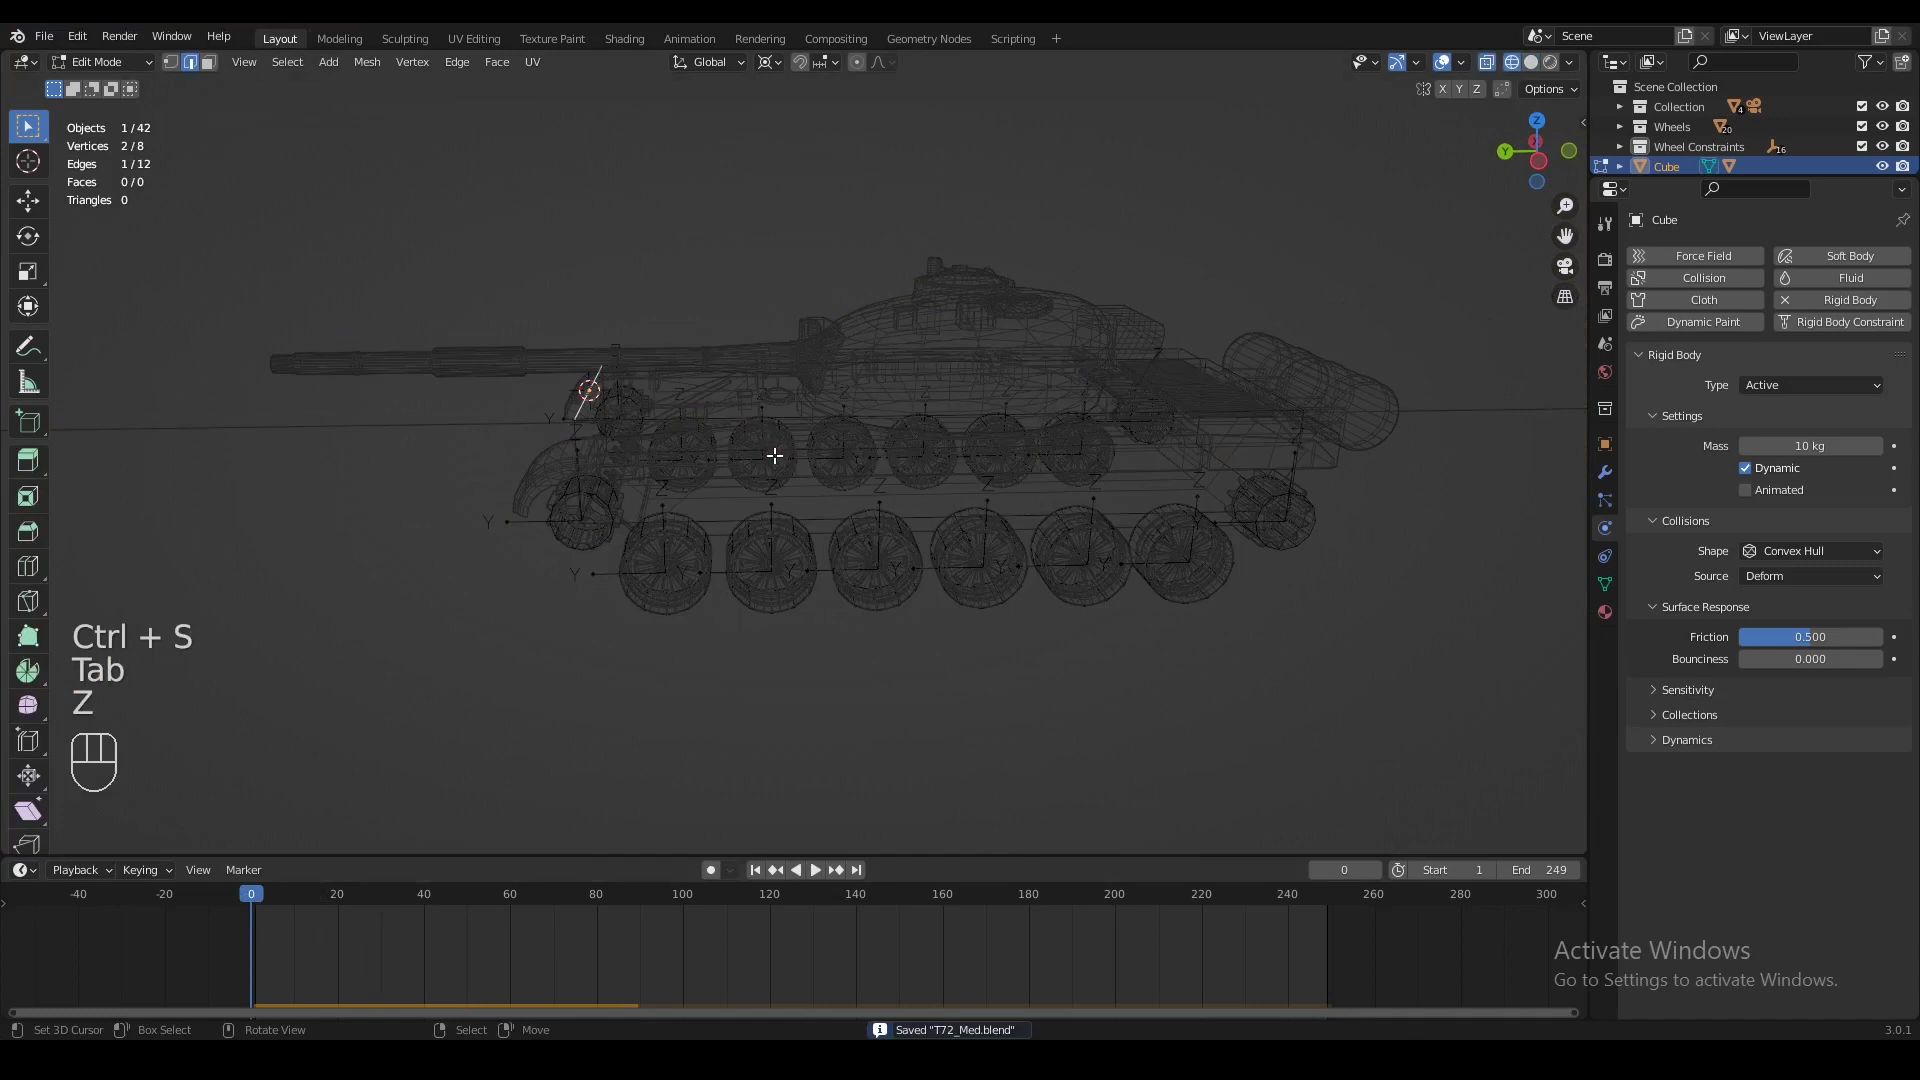 File Edit Render Window Help Layout Modeling Sculpting UV Editing Texture Paint Shading Animation Rendering Compositing Geometry Nodes Scripting + Scene ViewLayer
Edit Mode View Select Add Mesh Vertex Edge Face UV Global
X Y Z Options
Scene Collection
Collection 4
Wheels 20
Wheel Constraints 16
Cube
Objects 1 / 42
Vertices 2 / 8
Edges 1 / 12
Faces 0 / 0
Triangles 0
Z
Y
Cube
Force Field Soft Body
Collision Fluid
Cloth Rigid Body
Dynamic Paint Rigid Body Constraint
Rigid Body
Type Active
Settings
Mass 10 kg
Dynamic
Animated
Collisions
Shape Convex Hull
Source Deform
Surface Response
Friction 0.500
Bounciness 0.000
Sensitivity
Collections
Dynamics
Ctrl + S
Tab
Z
Playback Keying View Marker 0 Start 1 End 249
-40 -20 0 20 40 60 80 100 120 140 160 180 200 220 240 260 280 300
Activate Windows
Go to Settings to activate Windows.
Set 3D Cursor Box Select Rotate View Select Move Saved "T72_Med.blend" 3.0.1